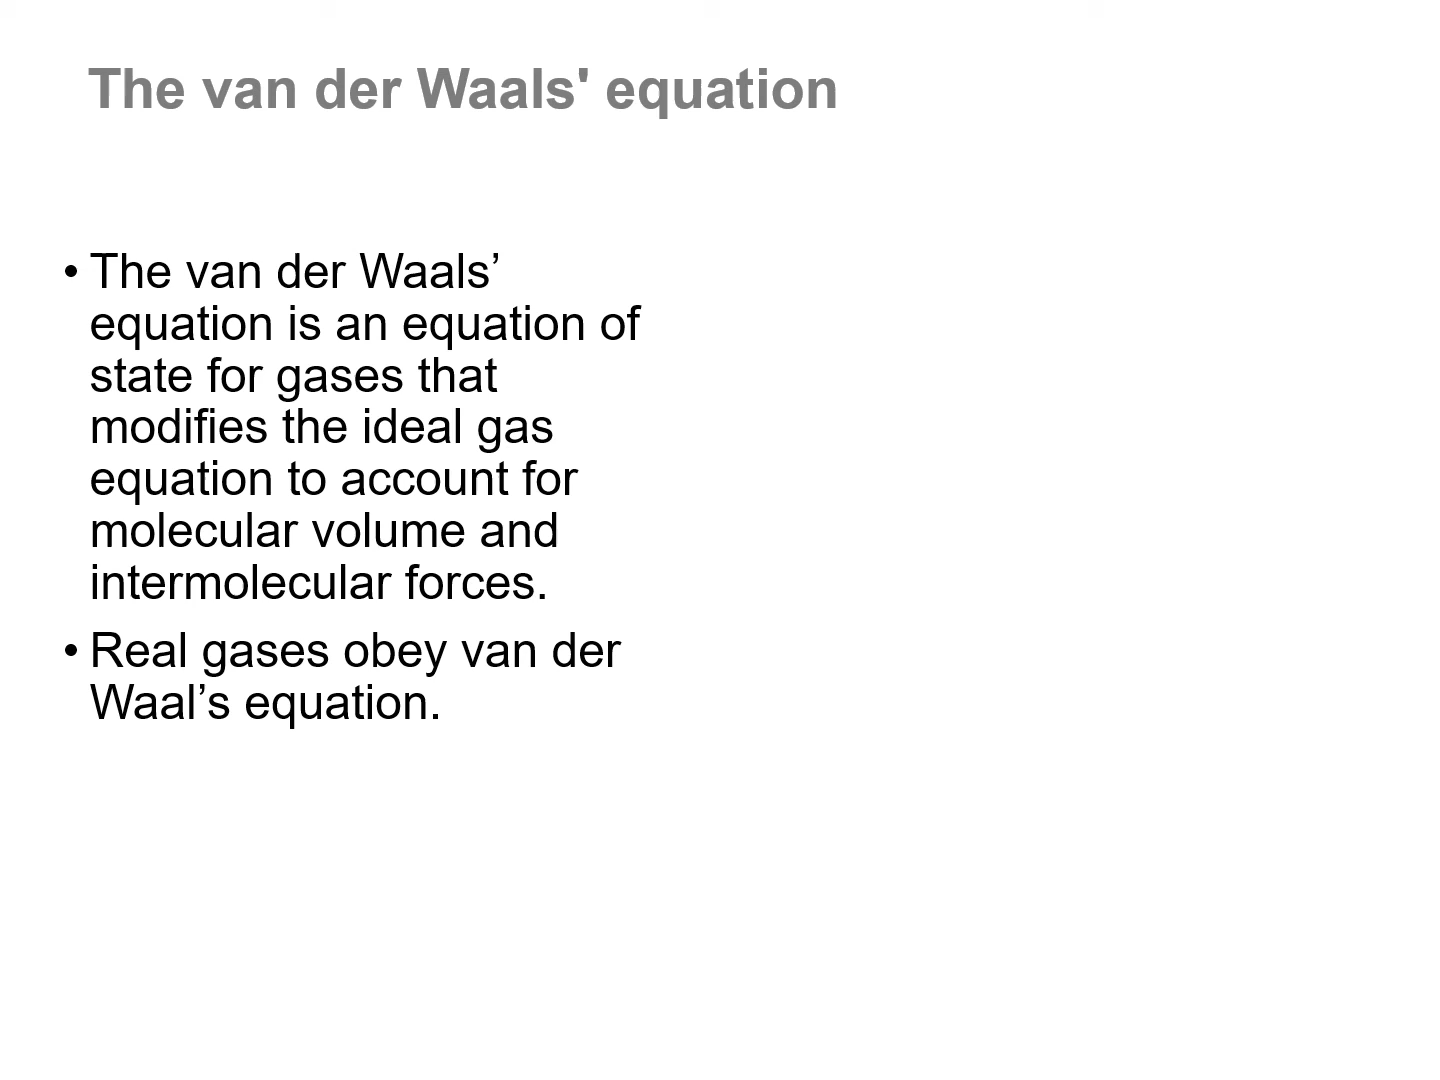 The van der Waals' equation
• The van der Waals’
equation is an equation of
state for gases that
modifies the ideal gas
equation to account for
molecular volume and
intermolecular forces.
• Real gases obey van der
Waal’s equation.